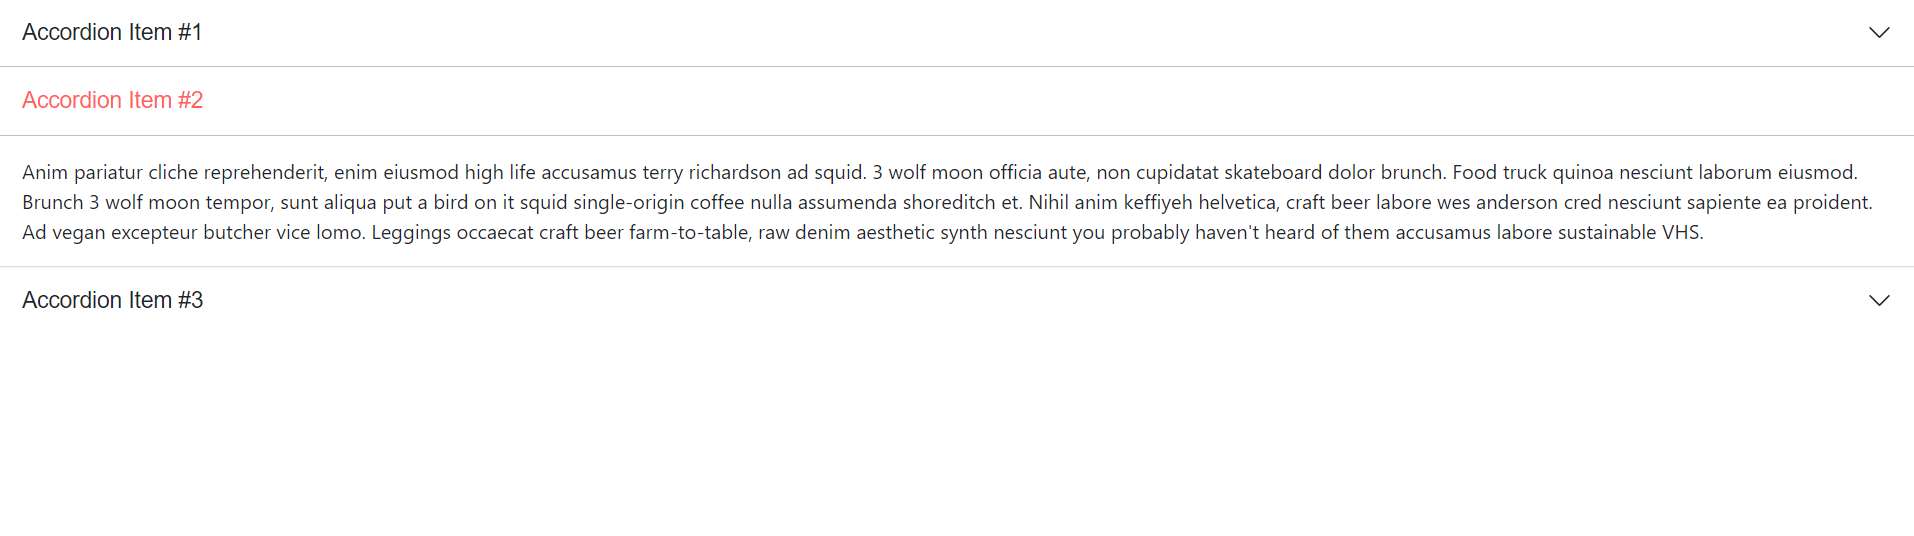 Accordion Item #1
Accordion Item #2
Anim pariatur cliche reprehenderit, enim eiusmod high life accusamus terry richardson ad squid. 3 wolf moon officia aute, non cupidatat skateboard dolor brunch. Food truck quinoa nesciunt laborum eiusmod.
Brunch 3 wolf moon tempor, sunt aliqua put a bird on it squid single-origin coffee nulla assumenda shoreditch et. Nihil anim keffiyeh helvetica, craft beer labore wes anderson cred nesciunt sapiente ea proident.
Ad vegan excepteur butcher vice lomo. Leggings occaecat craft beer farm-to-table, raw denim aesthetic synth nesciunt you probably haven't heard of them accusamus labore sustainable VHS.
Accordion Item #3